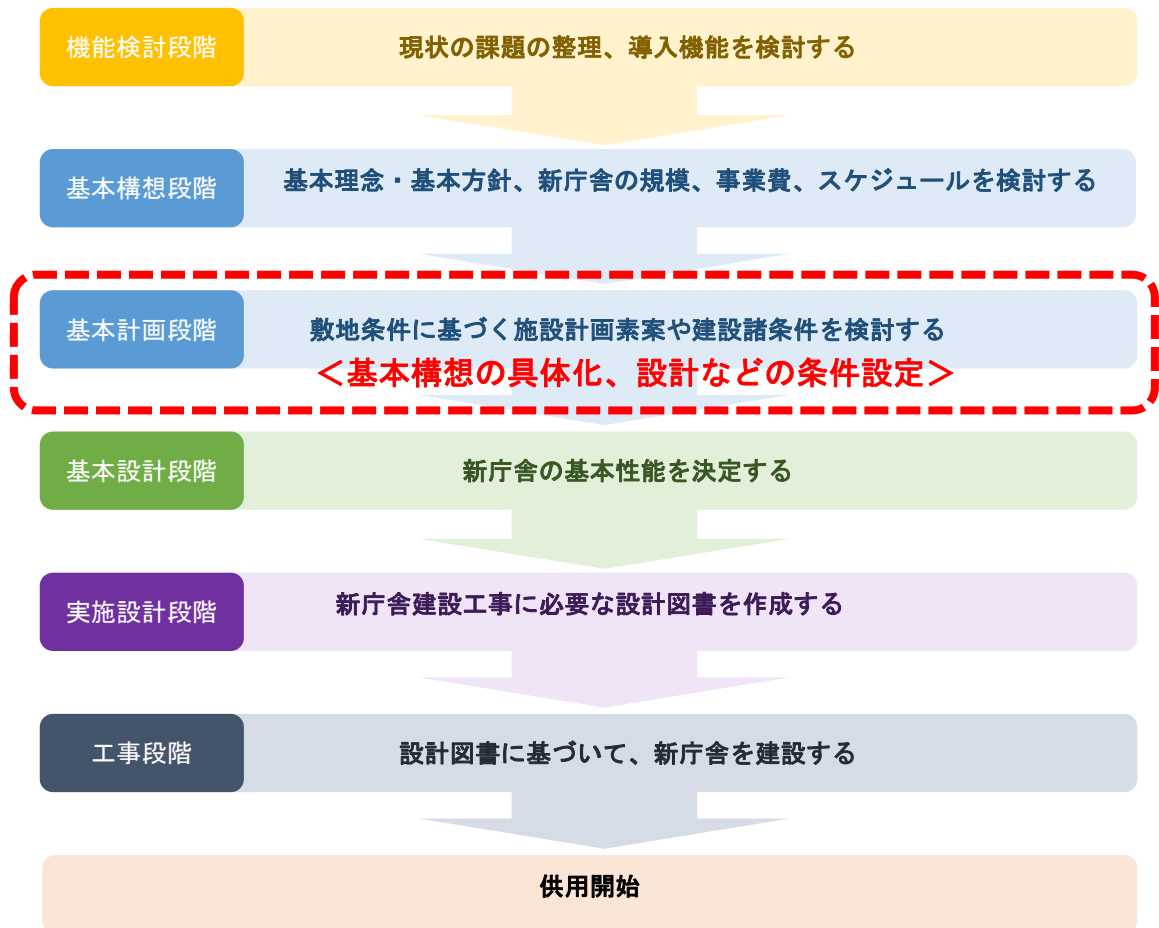 機能検討段階
現状の課題の整理、導入機能を検討する
基本構想段階
基本理念・基本方針、新庁舎の規模、事業費、スケジュールを検討する
基本計画段階
敷地条件に基づく施設計画素案や建設諸条件を検討する
＜基本構想の具体化、設計などの条件設定＞
基本設計段階
新庁舎の基本性能を決定する
実施設計段階
新庁舎建設工事に必要な設計図書を作成する
工事段階
設計図書に基づいて、新庁舎を建設する
供用開始